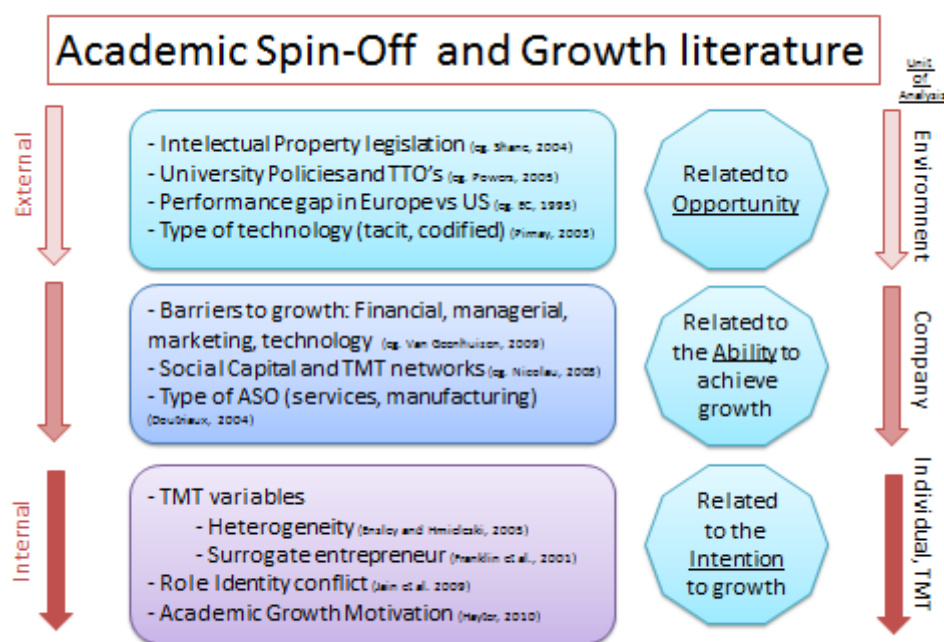 Academic Spin-Off and Growth literature
Unit
of
Analysis
External
- Intelectual Property legislation (eg. Shane, 2004)
- University Policies and TTO's (eg. Powers, 2005)
- Performance gap in Europe vs US (eg. EC, 1995)
- Type of technology (tacit, codified) (Pirnay, 2003)
Related to
Opportunity
Enviromnent
- Barriers to growth: Financial, managerial,
marketing, technology (eg. Van Geenhuizen, 2009)
- Social Capital and TMT networks (eg. Nicolau, 2003)
- Type of ASO (services, manufacturing)
(Doutriaux, 2004)
Related to
the Ability to
achieve
growth
Company
Internal
- TMT variables
- Heterogeneity (Ensley and Hmieleski, 2005)
- Surrogate entrepreneur (Franklin et al., 2001)
- Role Identity conflict (Jain et al. 2009)
- Academic Growth Motivation (Hayter, 2010)
Related
to the
Intention
to growth
Individual, TMT